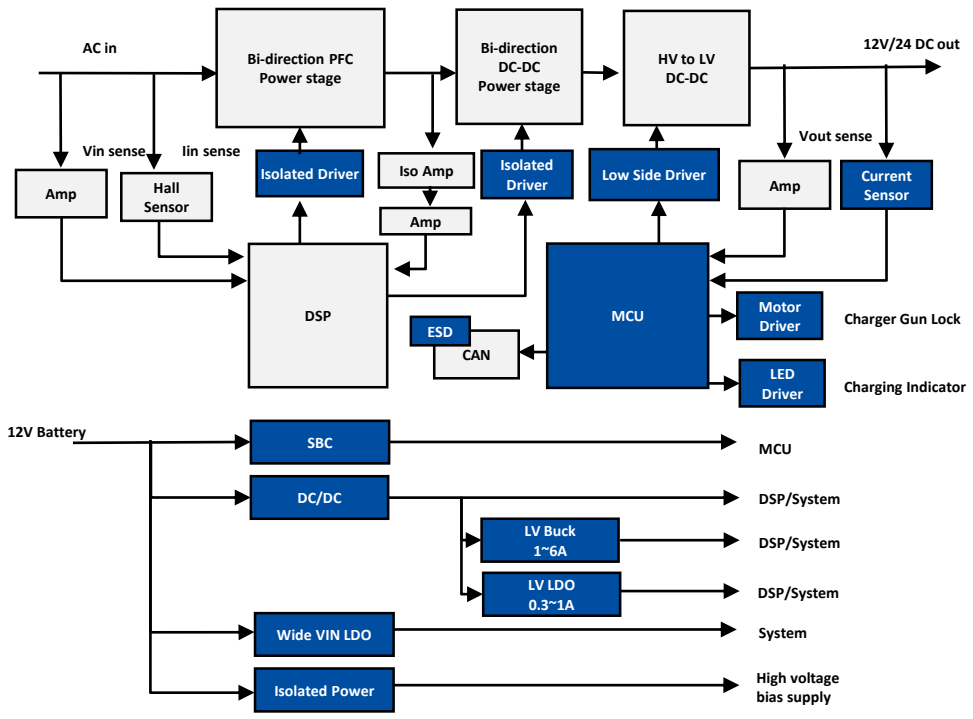 AC in
Bi-direction PFC
Power stage
Bi-direction
DC-DC
Power stage
HV to LV
DC-DC
12V/24 DC out
Vin sense
Iin sense
Vout sense
Amp
Hall
Sensor
Isolated Driver
Iso Amp
Amp
Isolated
Driver
Low Side Driver
Amp
Current
Sensor
DSP
ESD
CAN
MCU
Motor
Driver
Charger Gun Lock
LED
Driver
Charging Indicator
12V Battery
SBC
MCU
DC/DC
DSP/System
LV Buck
1~6A
DSP/System
LV LDO
0.3~1A
DSP/System
Wide VIN LDO
System
Isolated Power
High voltage
bias supply